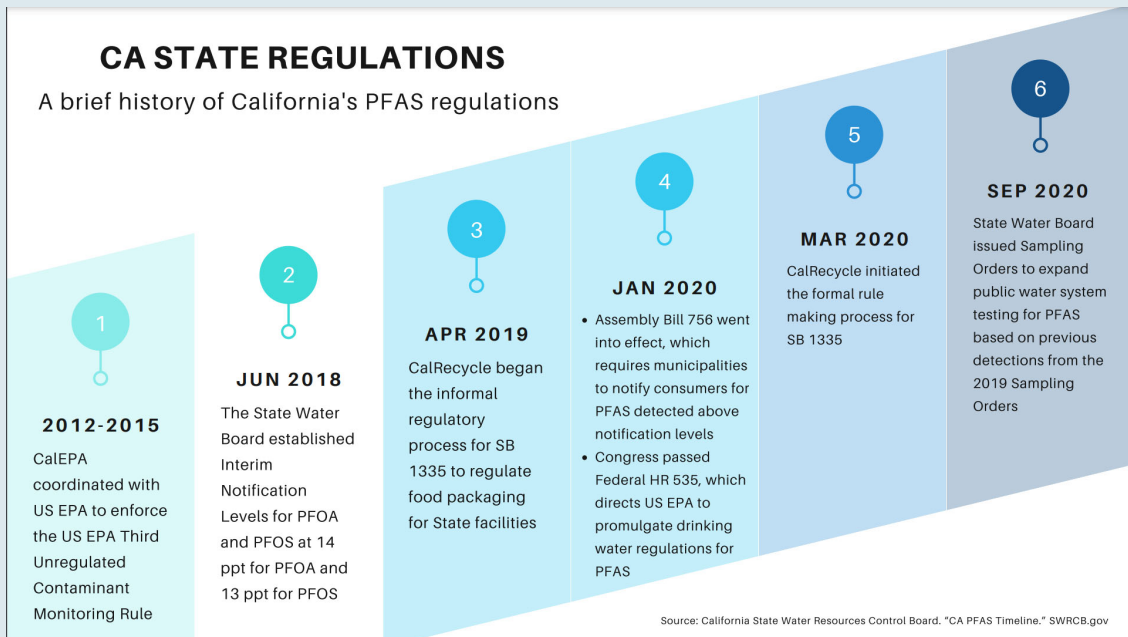 CA STATE REGULATIONS
A brief history of California's PFAS regulations
1
2012-2015
CalEPA
coordinated with
US EPA to enforce
the US EPA Third
Unregulated
Contaminant
Monitoring Rule
2
JUN 2018
The State Water
Board established
Interim
Notification
Levels for PFOA
and PFOS at 14
ppt for PFOA and
13 ppt for PFOS
3
APR 2019
CalRecycle began
the informal
regulatory
process for SB
1335 to regulate
food packaging
for State facilities
4
JAN 2020
• Assembly Bill 756 went
into effect, which
requires municipalities
to notify consumers for
PFAS detected above
notification levels
• Congress passed
Federal HR 535, which
directs US EPA to
promulgate drinking
water regulations for
PFAS
5
MAR 2020
CalRecycle initiated
the formal rule
making process for
SB 1335
6
SEP 2020
State Water Board
issued Sampling
Orders to expand
public water system
testing for PFAS
based on previous
detections from the
2019 Sampling
Orders
Source: California State Water Resources Control Board. "CA PFAS Timeline." SWRCB.gov